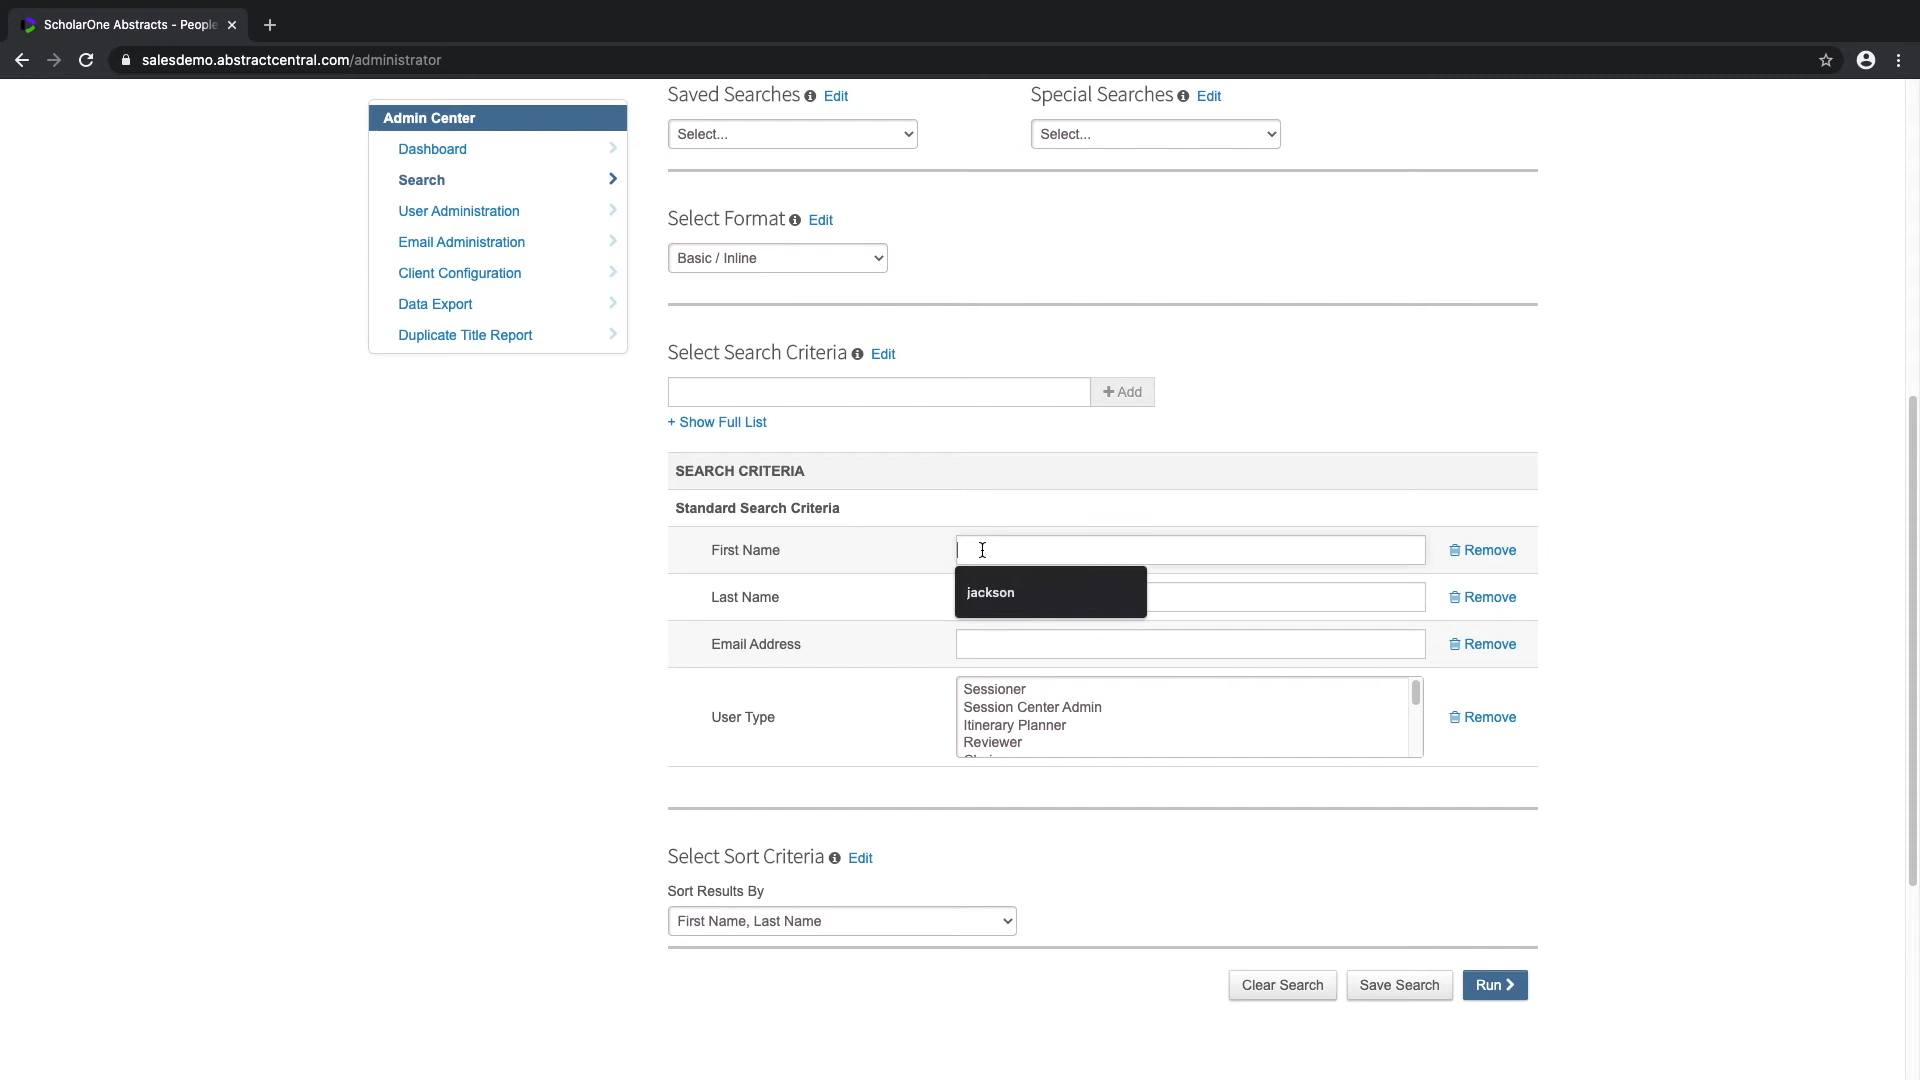 ScholarOne Abstracts - People
salesdemo.abstractcentral.com/administrator
Admin Center
Dashboard
Search
User Administration
Email Administration
Client Configuration
Data Export
Duplicate Title Report
Saved Searches Edit
Select...
Special Searches Edit
Select...
Select Format Edit
Basic / Inline
Select Search Criteria Edit
+ Add
+ Show Full List
SEARCH CRITERIA
Standard Search Criteria
First Name Remove
jackson
Last Name Remove
Email Address Remove
User Type Remove
Sessioner
Session Center Admin
Itinerary Planner
Reviewer
Select Sort Criteria Edit
Sort Results By
First Name, Last Name
Clear Search Save Search Run